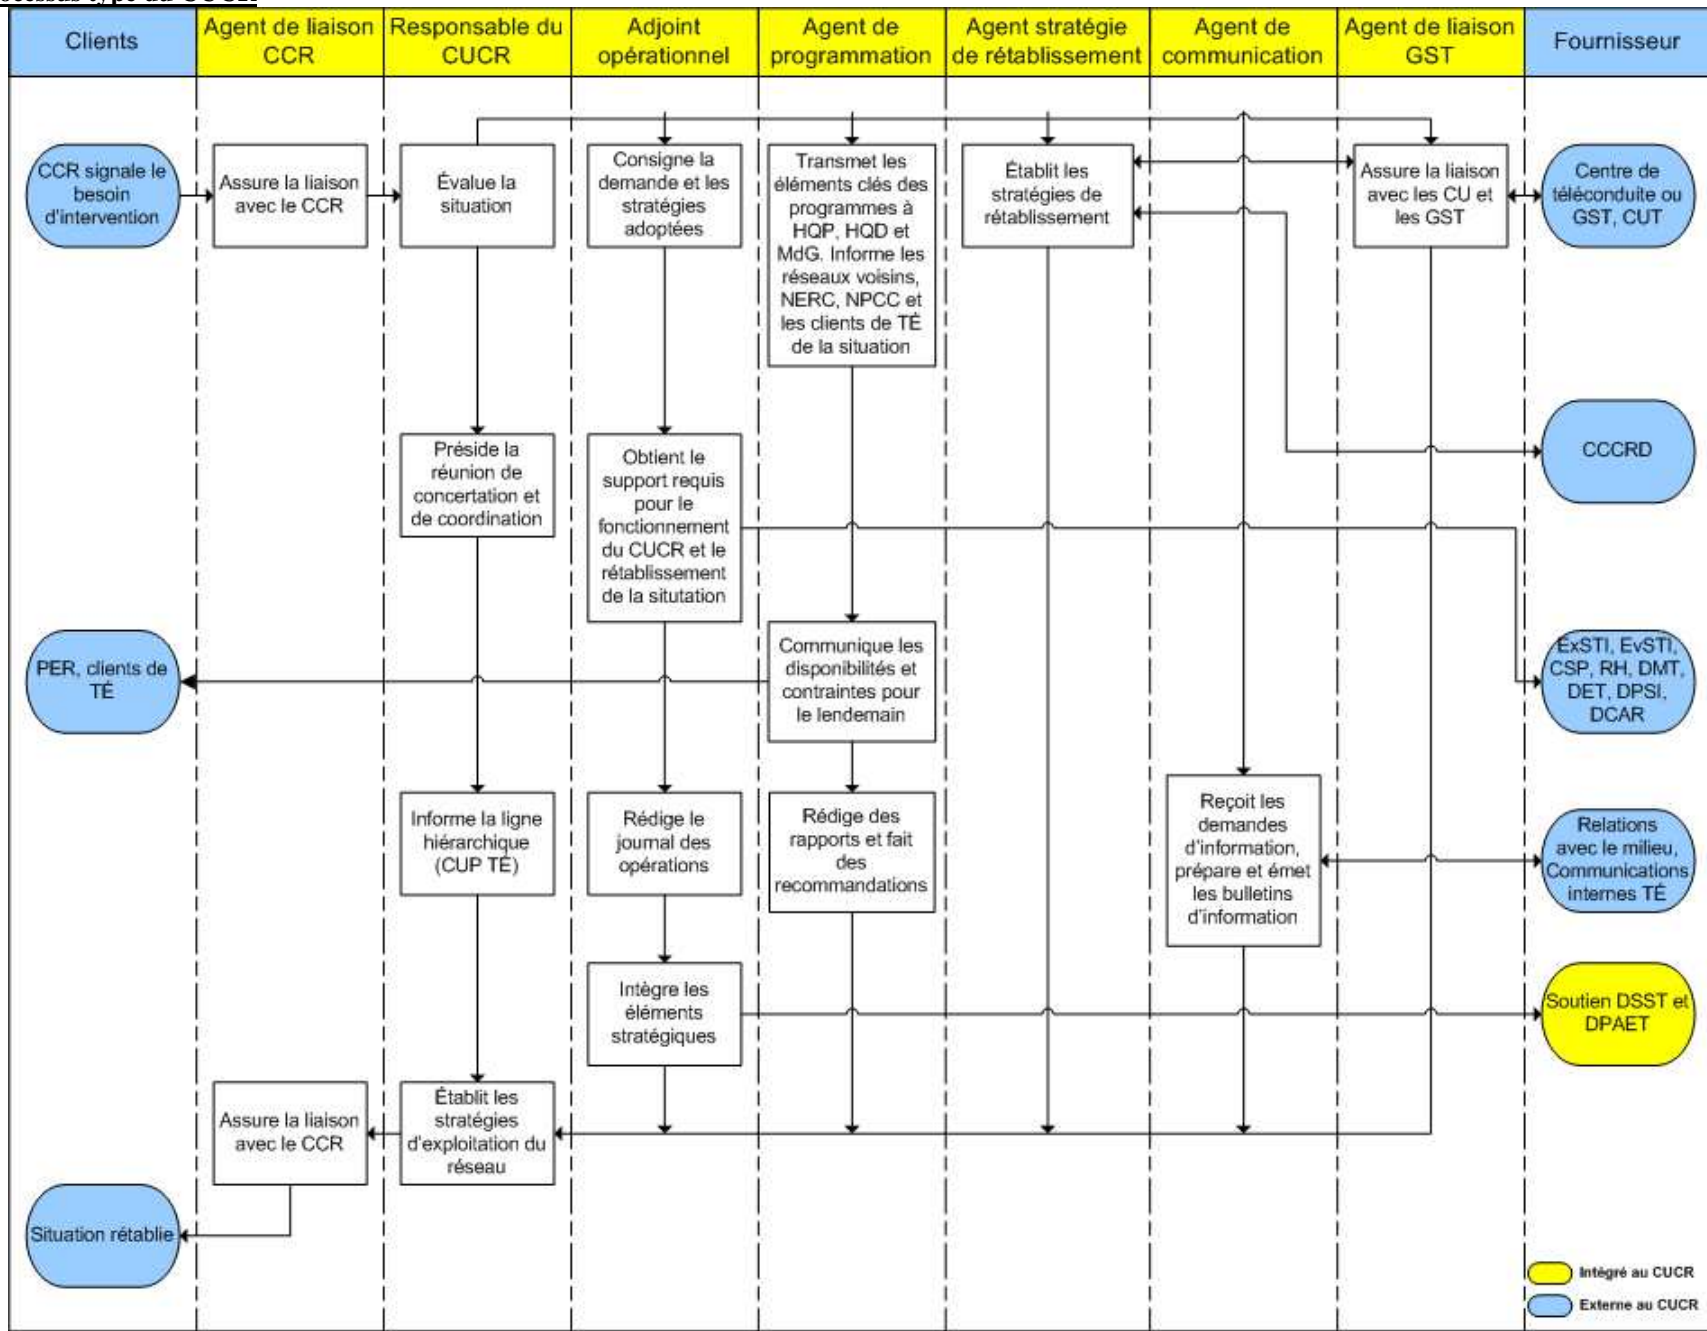 processus type du CUCR
Clients
Agent de liaison
CCR
Responsable du
CUCR
Adjoint
opérationnel
Agent de
programmation
Agent stratégie
de rétablissement
Agent de
communication
Agent de liaison
GST
Fournisseur
CCR signale le
besoin
d'intervention
Assure la liaison
avec le CCR
Évalue la
situation
Consigne la
demande et les
stratégies
adoptées
Transmet les
éléments clés des
programmes à
HQP, HQD et
MdG. Informe les
réseaux voisins,
NERC, NPCC et
les clients de TÉ
de la situation
Établit les
stratégies de
rétablissement
Assure la liaison
avec les CU et
les GST
Centre de
téléconduite ou
GST, CUT
Préside la
réunion de
concertation et
de coordination
Obtient le
support requis
pour le
fonctionnement
du CUCR et le
rétablissement
de la situtation
CCCRD
PER, clients de
TÉ
Communique les
disponibilités et
contraintes pour
le lendemain
ExSTI, EvSTI,
CSP, RH, DMT,
DET, DPSI,
DCAR
Informe la ligne
hiérarchique
(CUP TÉ)
Rédige le
journal des
opérations
Rédige des
rapports et fait
des
recommandations
Reçoit les
demandes
d'information,
prépare et émet
les bulletins
d'information
Relations
avec le milieu,
Communications
internes TÉ
Intègre les
éléments
stratégiques
Soutien DSST et
DPAET
Assure la liaison
avec le CCR
Établit les
stratégies
d'exploitation du
réseau
Situation rétablie
Intégré au CUCR
Externe au CUCR